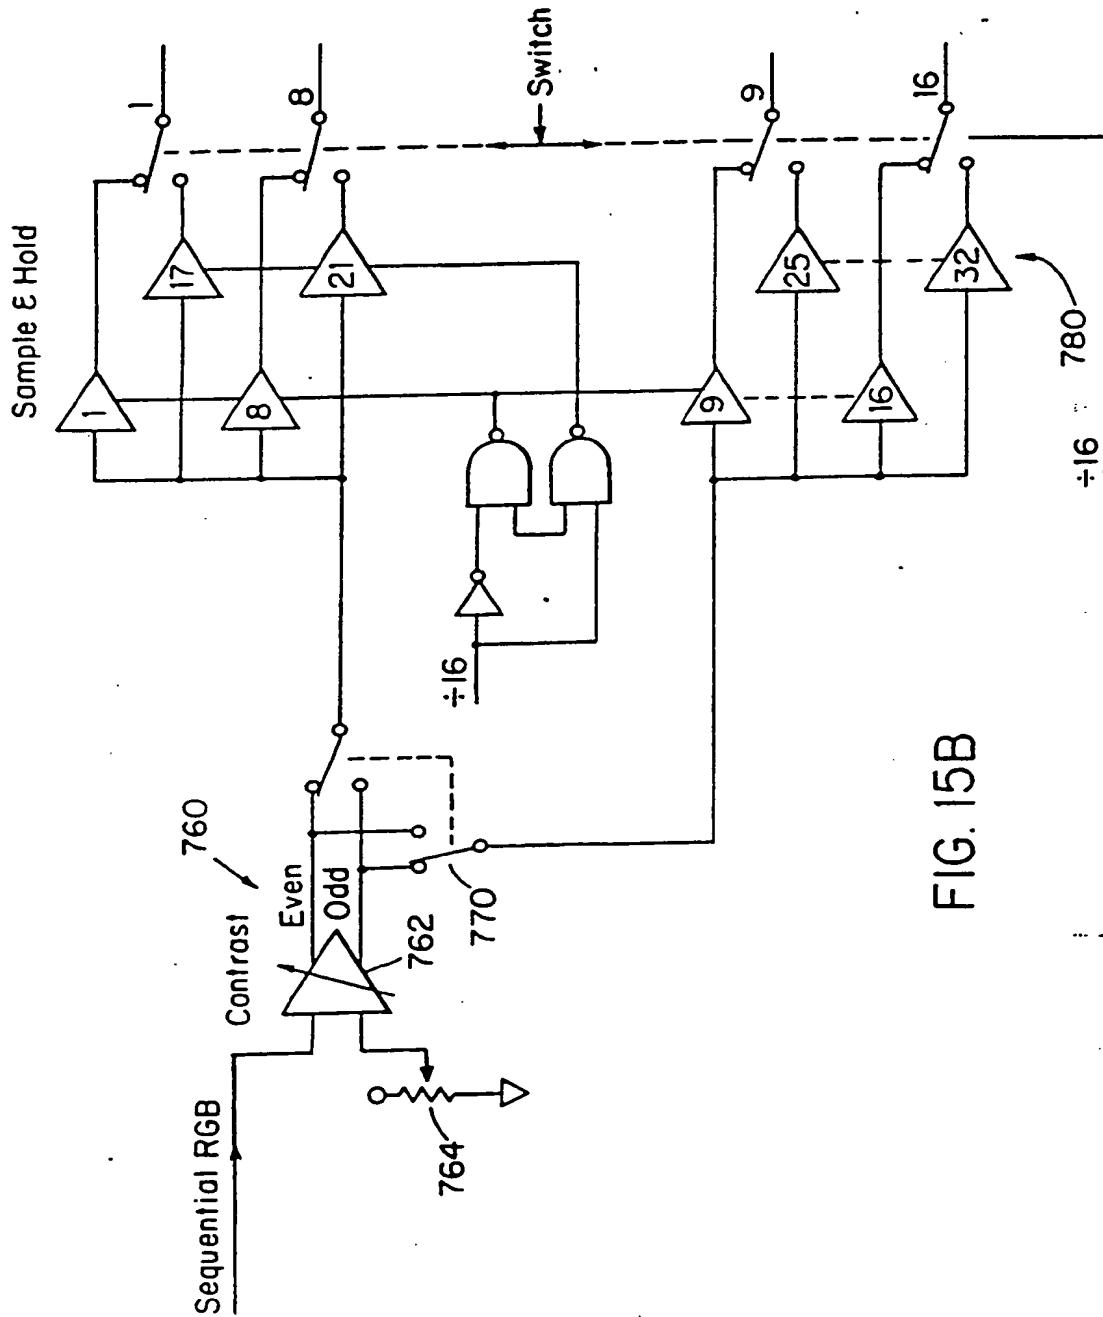 Sample & Hold
1
8
Switch
9
16
1
17
8
21
9
25
16
32
780
÷16
÷16
760
Even
Odd
Contrast
762
770
Sequential RGB
764
FIG. 15B